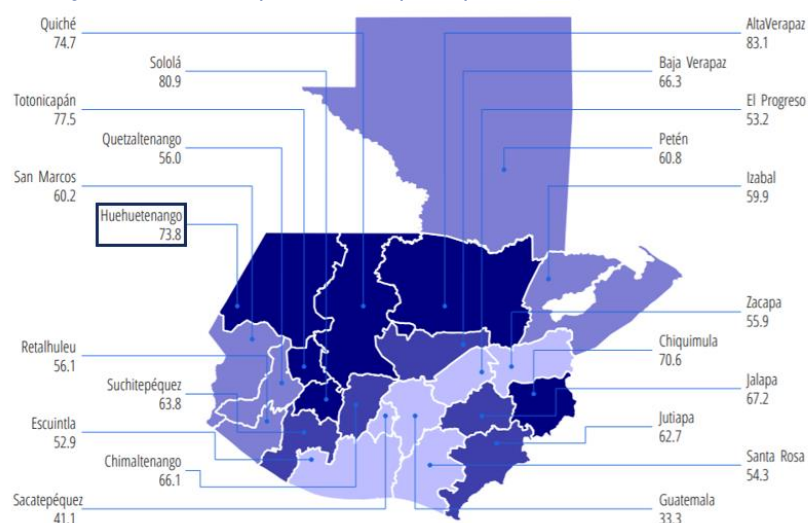 Quiché
74.7
Sololá
80.9
Totonicapán
77.5
Quetzaltenango
56.0
San Marcos
60.2
Huehuetenango
73.8
Retalhuleu
56.1
Suchitepéquez
63.8
Escuintla
52.9
Chimaltenango
66.1
Sacatepéquez
41.1
AltaVerapaz
83.1
Baja Verapaz
66.3
El Progreso
53.2
Petén
60.8
Izabal
59.9
Zacapa
55.9
Chiquimula
70.6
Jalapa
67.2
Jutiapa
62.7
Santa Rosa
54.3
Guatemala
33.3